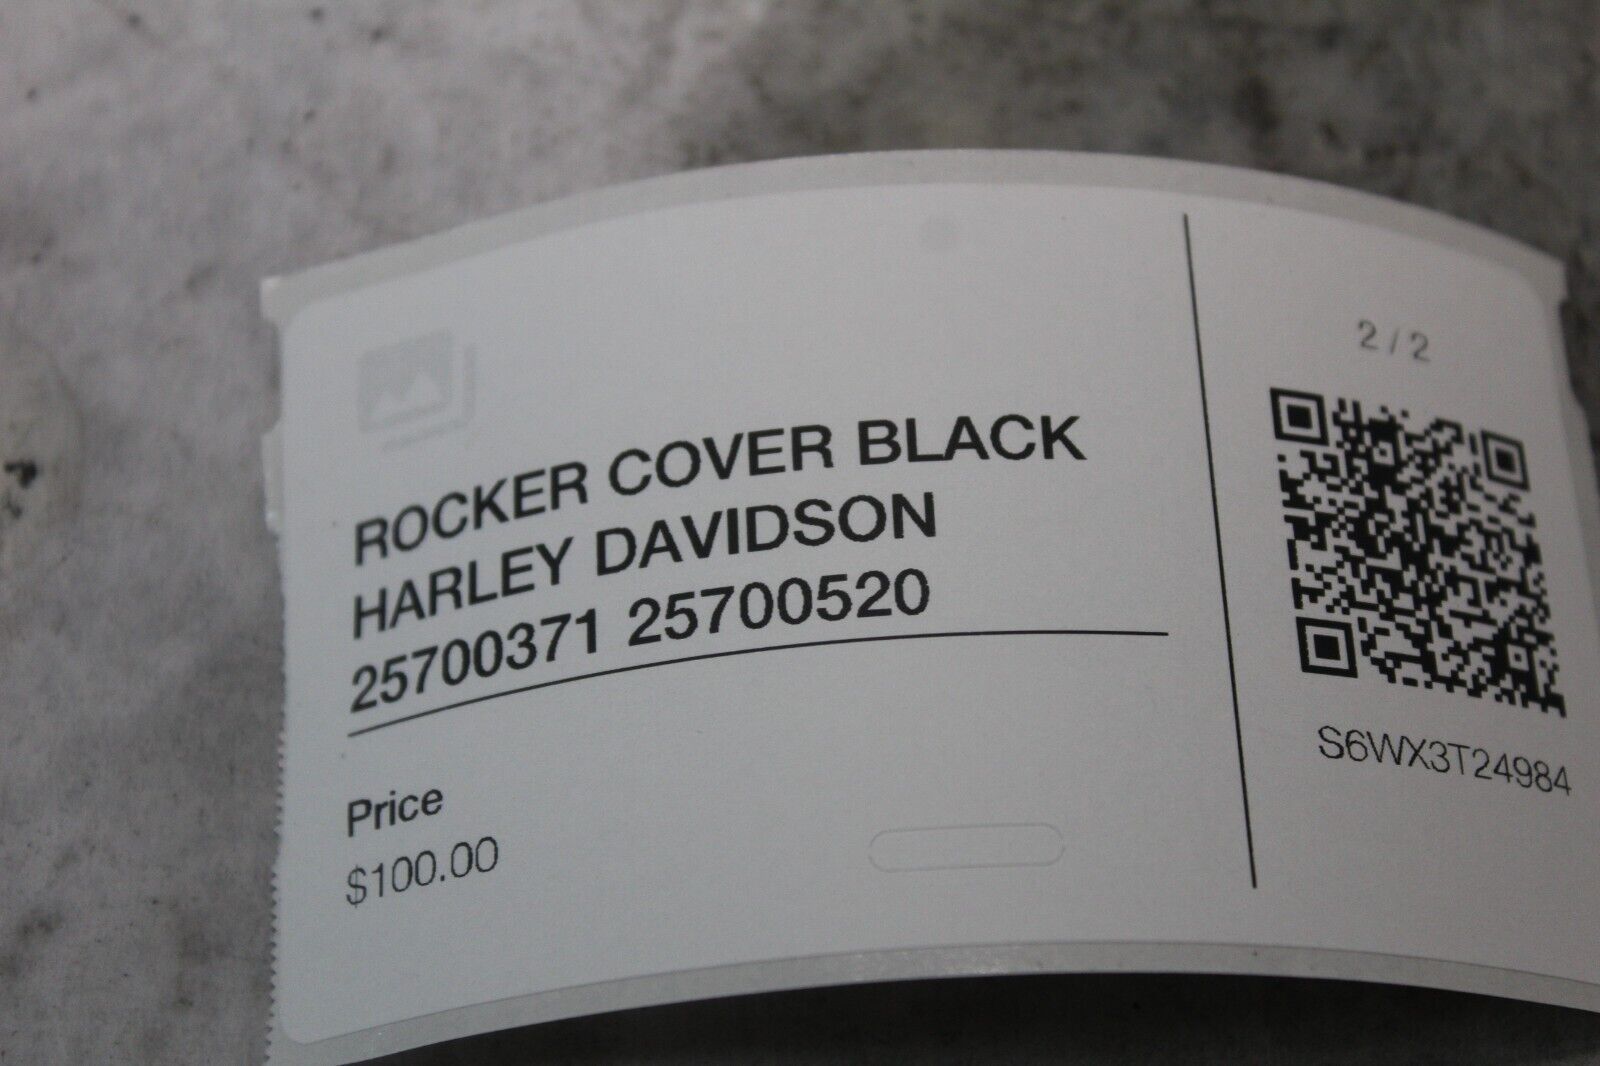 ROCKER COVER BLACK
HARLEY DAVIDSON
25700371 25700520
Price
$100.00
2 / 2
S6WX3T24984